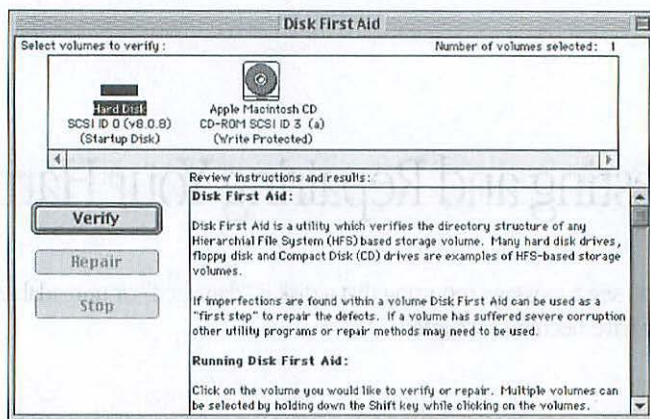 Disk First Aid
Select volumes to verify:
Number of volumes selected: 1
Hard Disk
SCSI ID 0 (v8.0.8)
(Startup Disk)
Apple Macintosh CD
CD-ROM SCSI ID 3 (a)
(Write Protected)
Review instructions and results:
Verify
Repair
Stop
Disk First Aid:
Disk First Aid is a utility which verifies the directory structure of any
Hierarchial File System (HFS) based storage volume. Many hard disk drives,
floppy disk and Compact Disk (CD) drives are examples of HFS-based storage
volumes.
If imperfections are found within a volume Disk First Aid can be used as a
"first step" to repair the defects. If a volume has suffered severe corruption
other utility programs or repair methods may need to be used.
Running Disk First Aid:
Click on the volume you would like to verify or repair. Multiple volumes can
be selected by holding down the Shift key while clicking on the volumes.